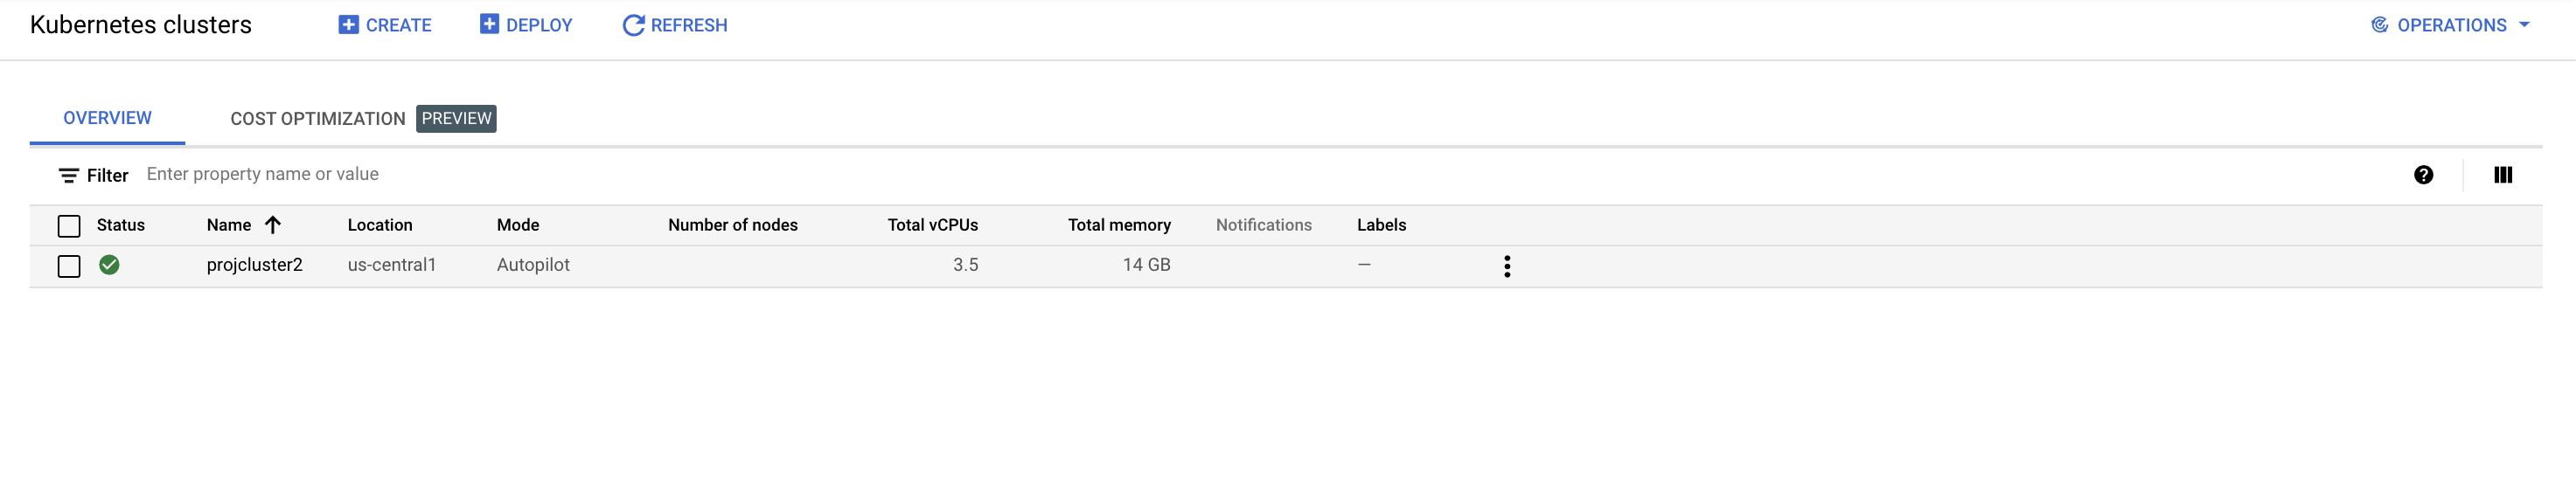 Kubernetes clusters CREATE DEPLOY REFRESH OPERATIONS
OVERVIEW COST OPTIMIZATION PREVIEW
Filter Enter property name or value
Status Name Location Mode Number of nodes Total vCPUs Total memory Notifications Labels
projcluster2 us-central1 Autopilot 3.5 14 GB —